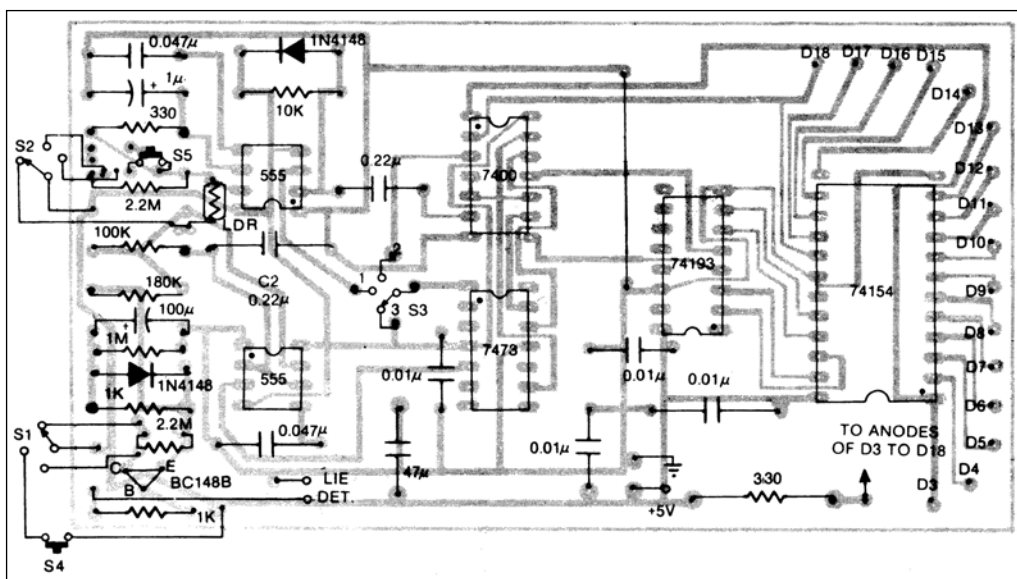 0.047μ
1N4148
1μ
10K
330
S2
S5
555
0.22μ
7400
2.2M
LDR
100K
C2
0.22μ
1
2
3
S3
74193
74154
180K
100μ
+
1M
1N4148
1K
555
0.01μ
7473
0.01μ
0.01μ
2.2M
S1
C
E
B
BC148B
0.047μ
47μ
0.01μ
LIE
DET.
1K
S4
+5V
330
TO ANODES
OF D3 TO D18
D18
D17
D16
D15
D14
D13
D12
D11
D10
D9
D8
D7
D6
D5
D4
D3
+